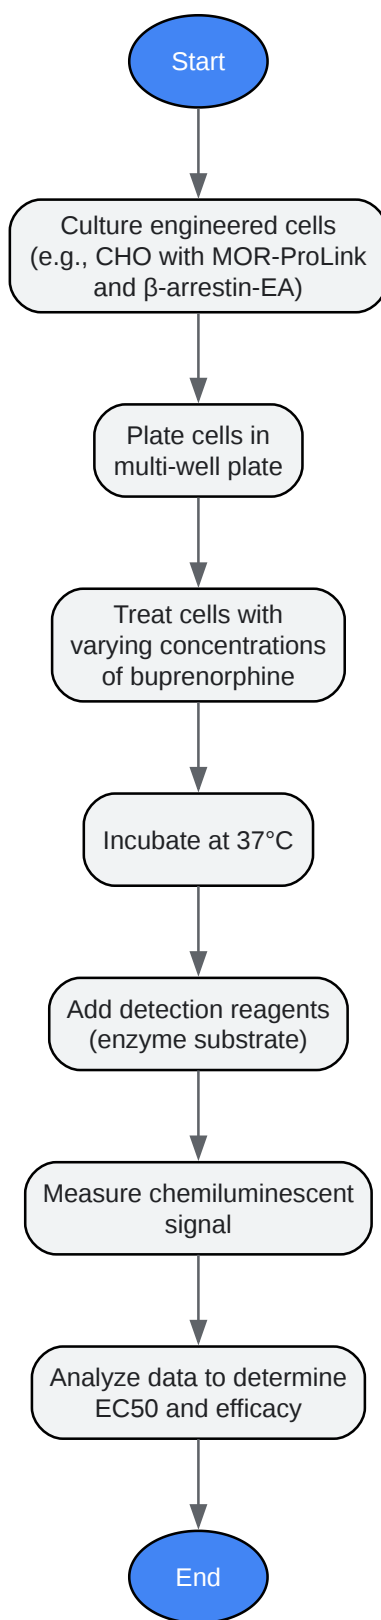 Start
Culture engineered cells
(e.g., CHO with MOR-ProLink
and β-arrestin-EA)
Plate cells in
multi-well plate
Treat cells with
varying concentrations
of buprenorphine
Incubate at 37°C
Add detection reagents
(enzyme substrate)
Measure chemiluminescent
signal
Analyze data to determine
EC50 and efficacy
End